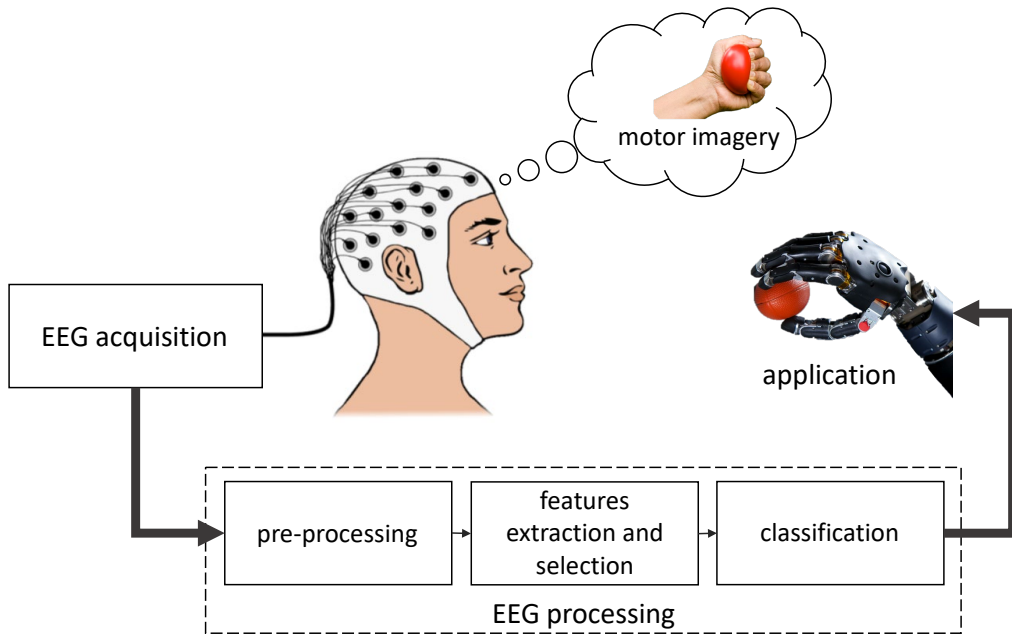 motor imagery
EEG acquisition
application
pre-processing
features
extraction and
selection
classification
EEG processing